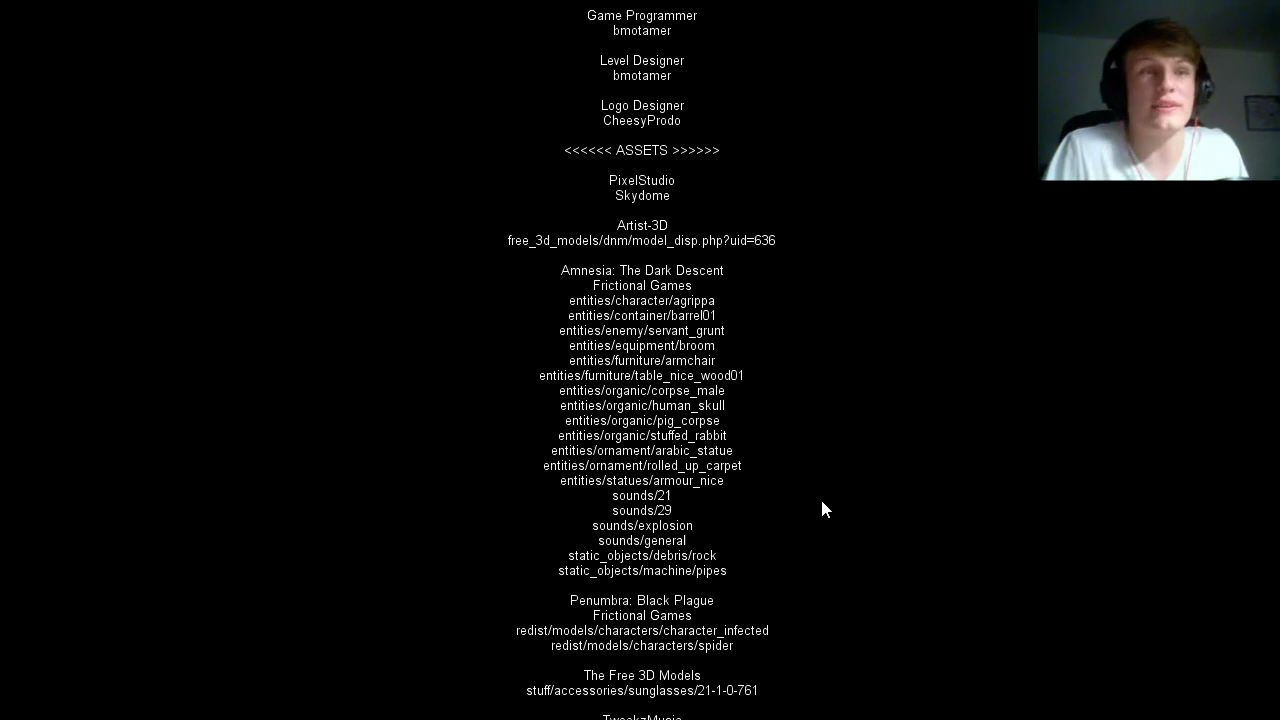 Game Programmer
bmotamer
Level Designer
bmotamer
Logo Designer
CheesyProdo
<<<<<< ASSETS >>>>>>
PixelStudio
Skydome
Artist-3D
free_3d_models/dnm/model_disp.php?uid=636
Amnesia: The Dark Descent
Frictional Games
entities/character/agrippa
entities/container/barrel01
entities/enemy/servant_grunt
entities/equipment/broom
entities/furniture/armchair
entities/furniture/table_nice_wood01
entities/organic/corpse_male
entities/organic/human_skull
entities/organic/pig_corpse
entities/organic/stuffed_rabbit
entities/ornament/arabic_statue
entities/ornament/rolled_up_carpet
entities/statues/armour_nice
sounds/21
sounds/29
sounds/explosion
sounds/general
static_objects/debris/rock
static_objects/machine/pipes
Penumbra: Black Plague
Frictional Games
redist/models/characters/character_infected
redist/models/characters/spider
The Free 3D Models
stuff/accessories/sunglasses/21-1-0-761